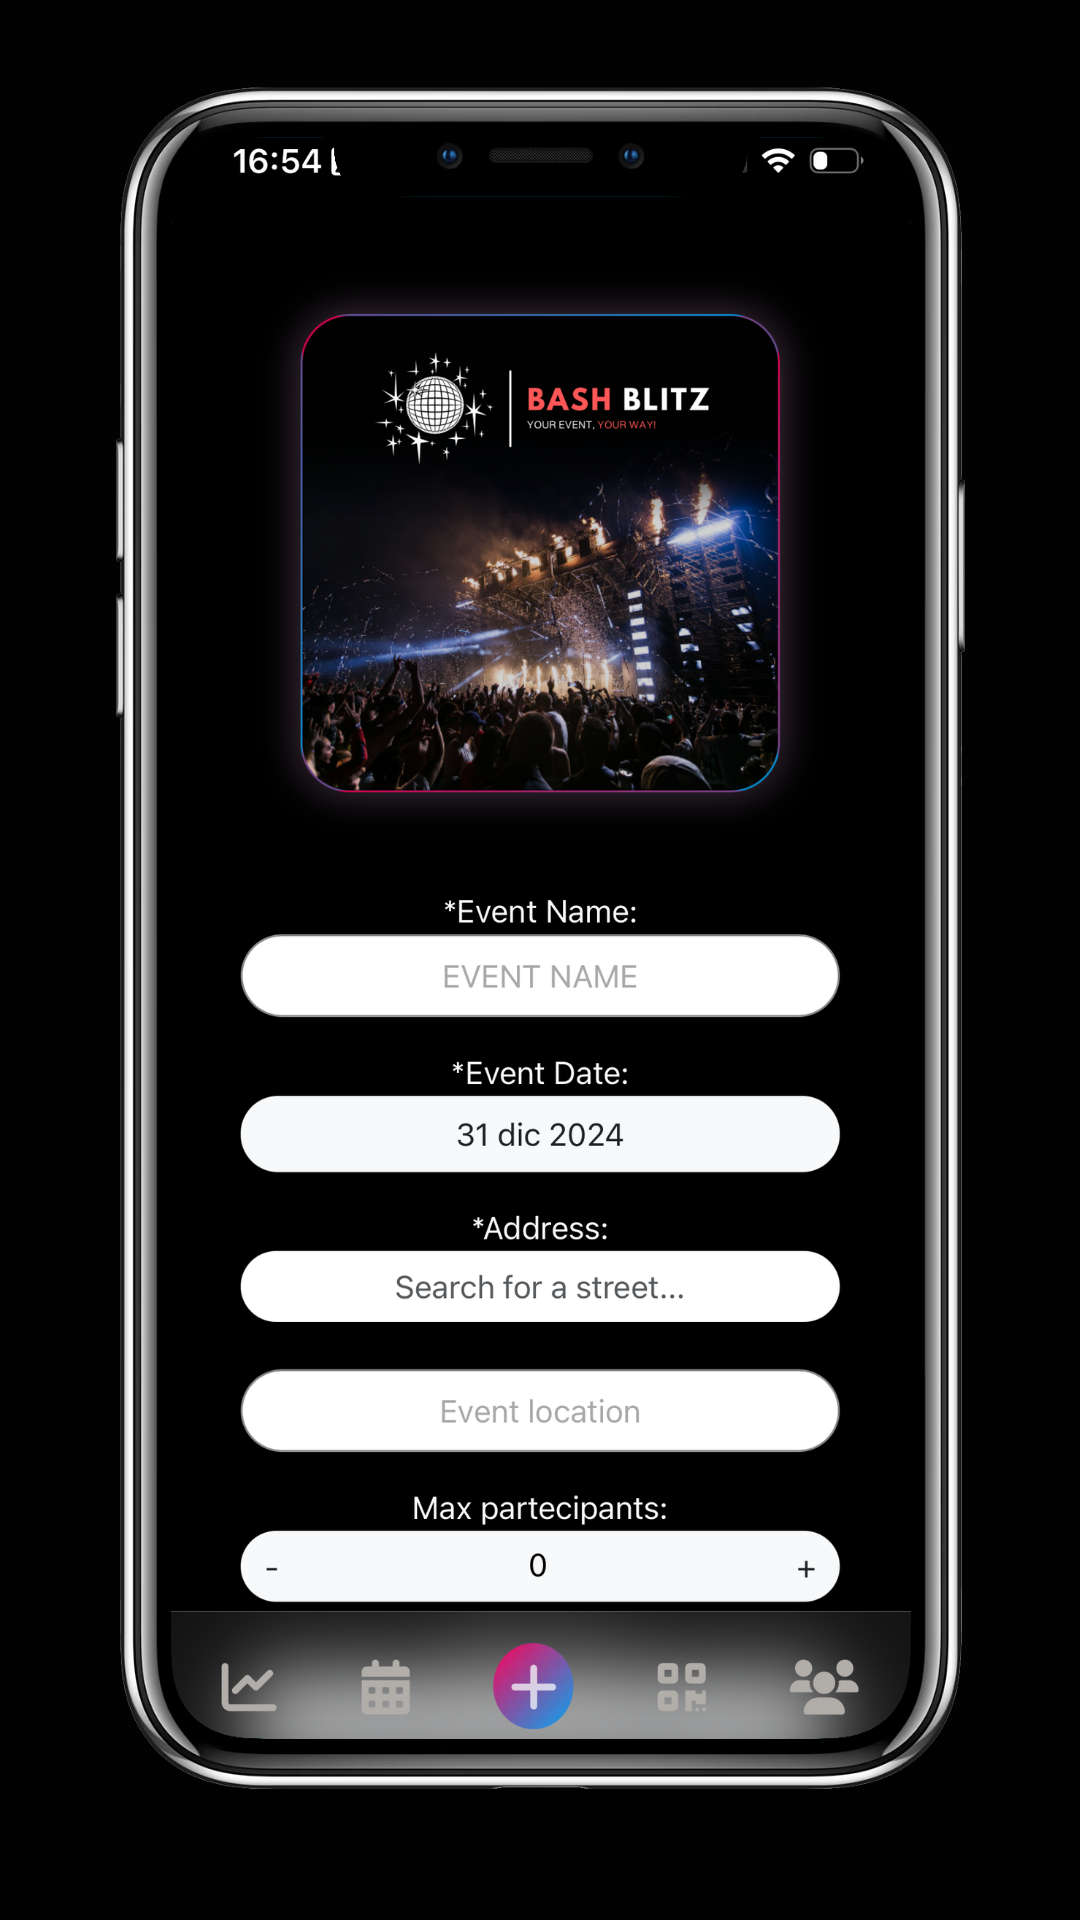 16:54
BASH BLITZ
YOUR EVENT, YOUR WAY!
*Event Name:
EVENT NAME
*Event Date:
31 dic 2024
*Address:
Search for a street...
Event location
Max partecipants:
- 0 +